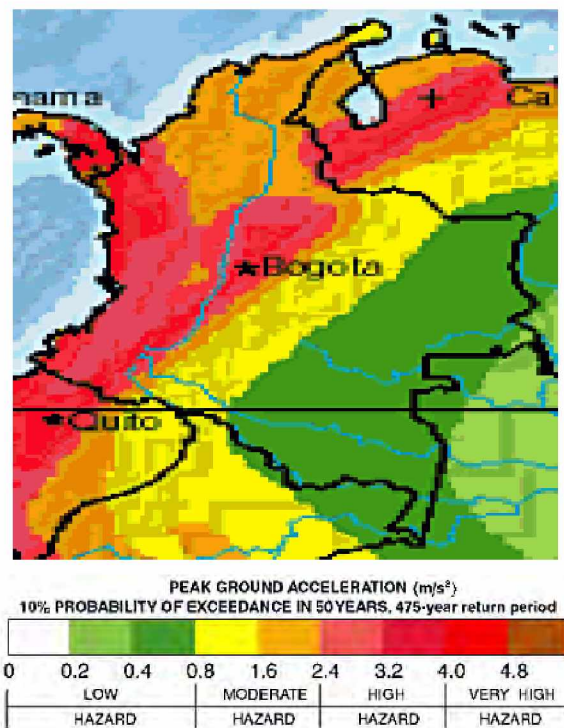 nama
Ca
Bogota
Quito
PEAK GROUND ACCELERATION (m/s²)
10% PROBABILITY OF EXCEEDANCE IN 50 YEARS, 475-year return period
0 0.2 0.4 0.8 1.6 2.4 3.2 4.0 4.8
LOW MODERATE HIGH VERY HIGH
HAZARD HAZARD HAZARD HAZARD